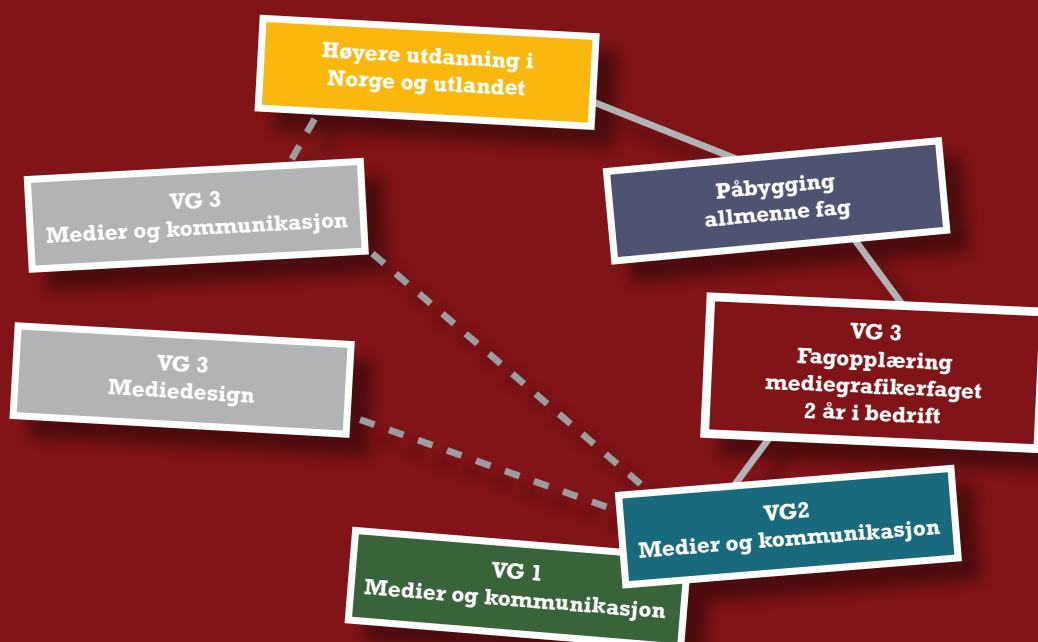 Høyere utdanning i
Norge og utlandet
Påbygging
allmenne fag
VG 3
Medier og kommunikasjon
VG 3
Fagopplæring
mediegrafikerfaget
2 år i bedrift
VG 3
Mediedesign
VG2
Medier og kommunikasjon
VG 1
Medier og kommunikasjon